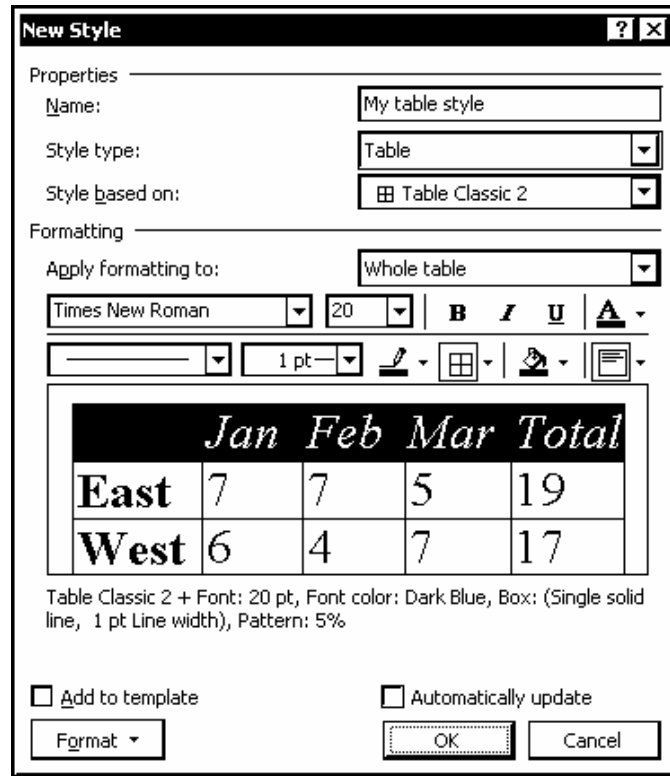 New Style ? X
Properties
Name: My table style
Style type: Table
Style based on: Table Classic 2
Formatting
Apply formatting to: Whole table
Times New Roman 20 B I U A
1 pt
Jan Feb Mar Total
East 7 7 5 19
West 6 4 7 17
Table Classic 2 + Font: 20 pt, Font color: Dark Blue, Box: (Single solid
line, 1 pt Line width), Pattern: 5%
Add to template Automatically update
Format OK Cancel